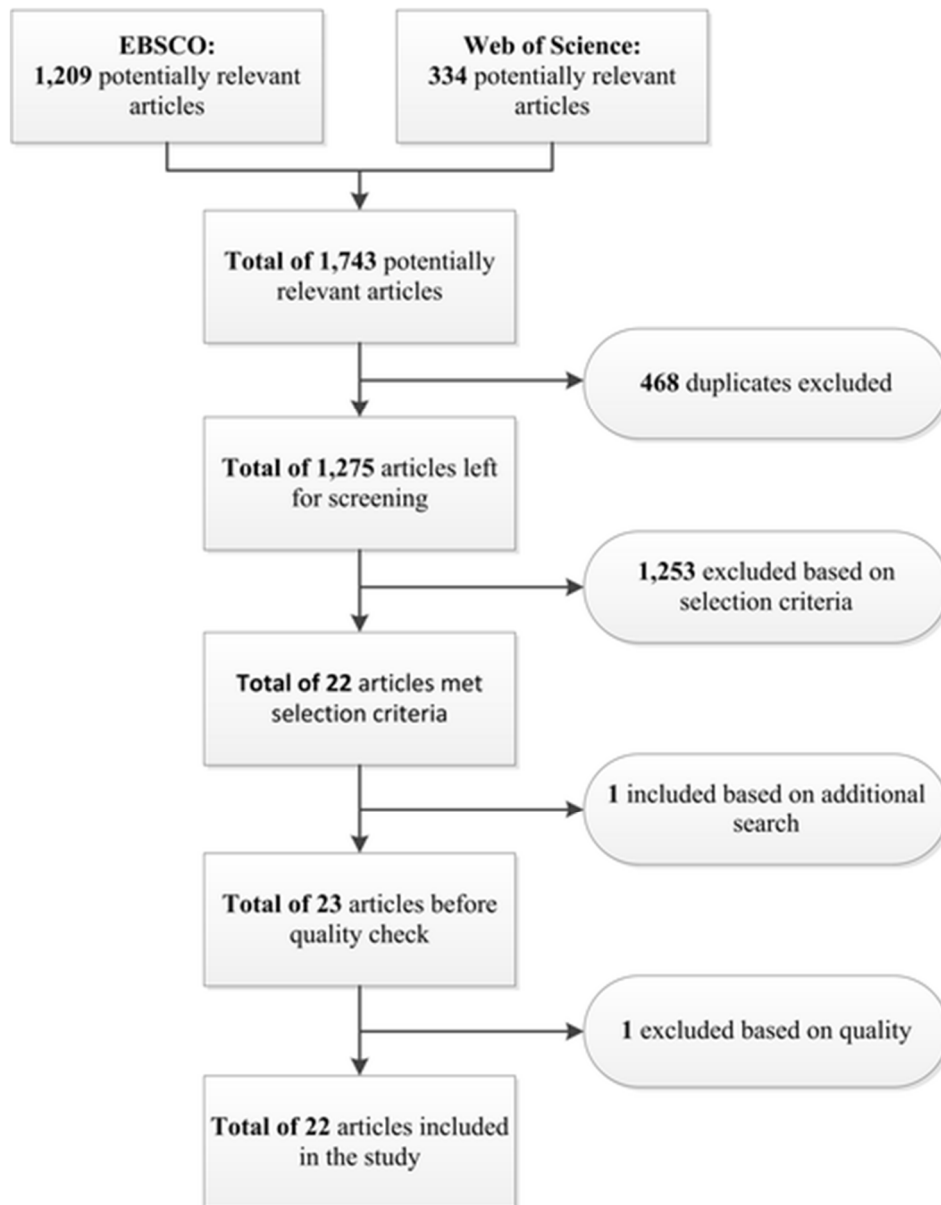 EBSCO:
1,209 potentially relevant
articles
Web of Science:
334 potentially relevant
articles
Total of 1,743 potentially
relevant articles
468 duplicates excluded
Total of 1,275 articles left
for screening
1,253 excluded based on
selection criteria
Total of 22 articles met
selection criteria
1 included based on additional
search
Total of 23 articles before
quality check
1 excluded based on quality
Total of 22 articles included
in the study